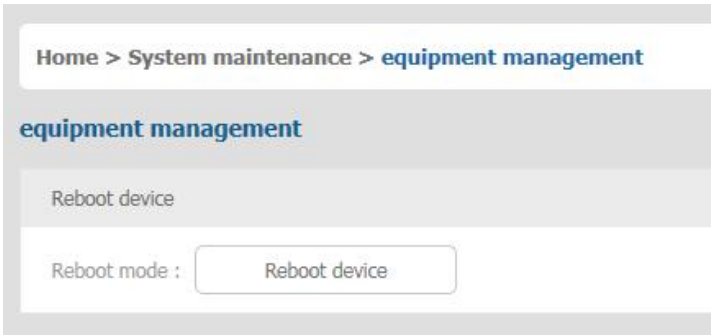 Home > System maintenance > equipment management
equipment management
Reboot device
Reboot mode : Reboot device